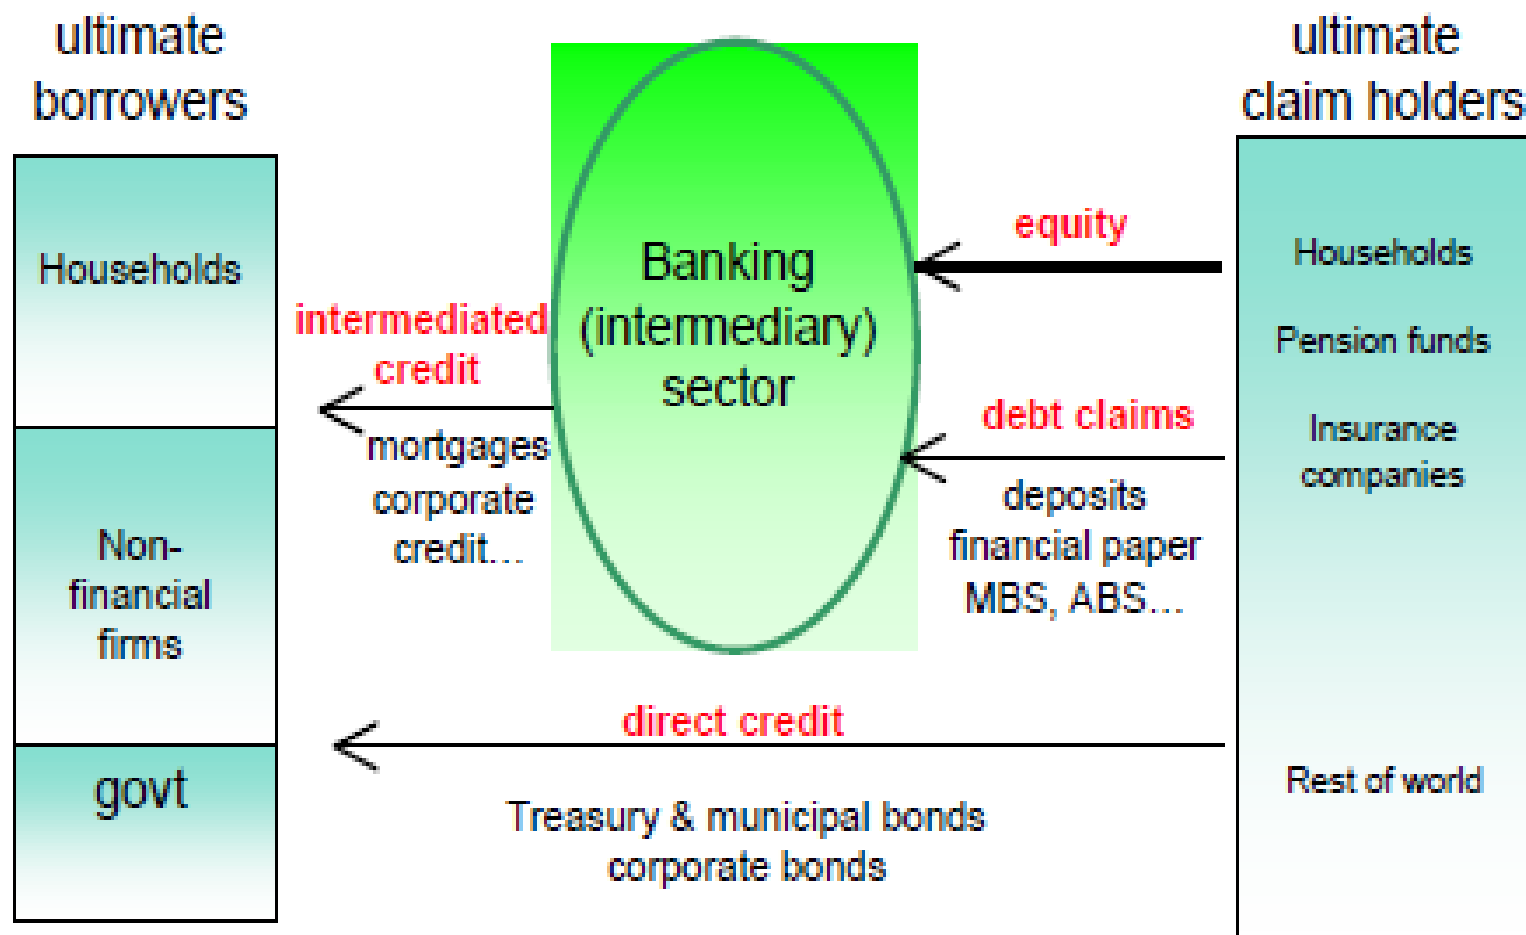 ultimate
borrowers
Households
Non-
financial
firms
govt
intermediated
credit
mortgages
corporate
credit...
Banking
(intermediary)
sector
equity
debt claims
deposits
financial paper
MBS, ABS...
direct credit
Treasury & municipal bonds
corporate bonds
ultimate
claim holders
Households
Pension funds
Insurance
companies
Rest of world